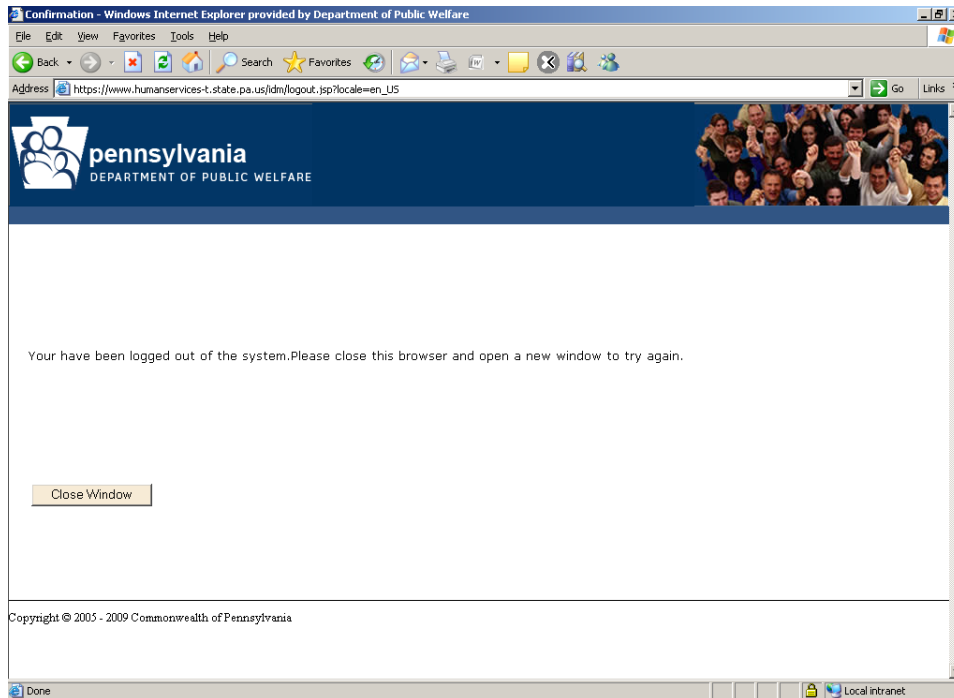 Confirmation - Windows Internet Explorer provided by Department of Public Welfare
File Edit View Favorites Tools Help
Back Search Favorites
Address https://www.humanservices-t.state.pa.us/idm/logout.jsp?locale=en_US Go Links
pennsylvania
DEPARTMENT OF PUBLIC WELFARE
Your have been logged out of the system.Please close this browser and open a new window to try again.
Close Window
Copyright © 2005 - 2009 Commonwealth of Pennsylvania
Done Local intranet